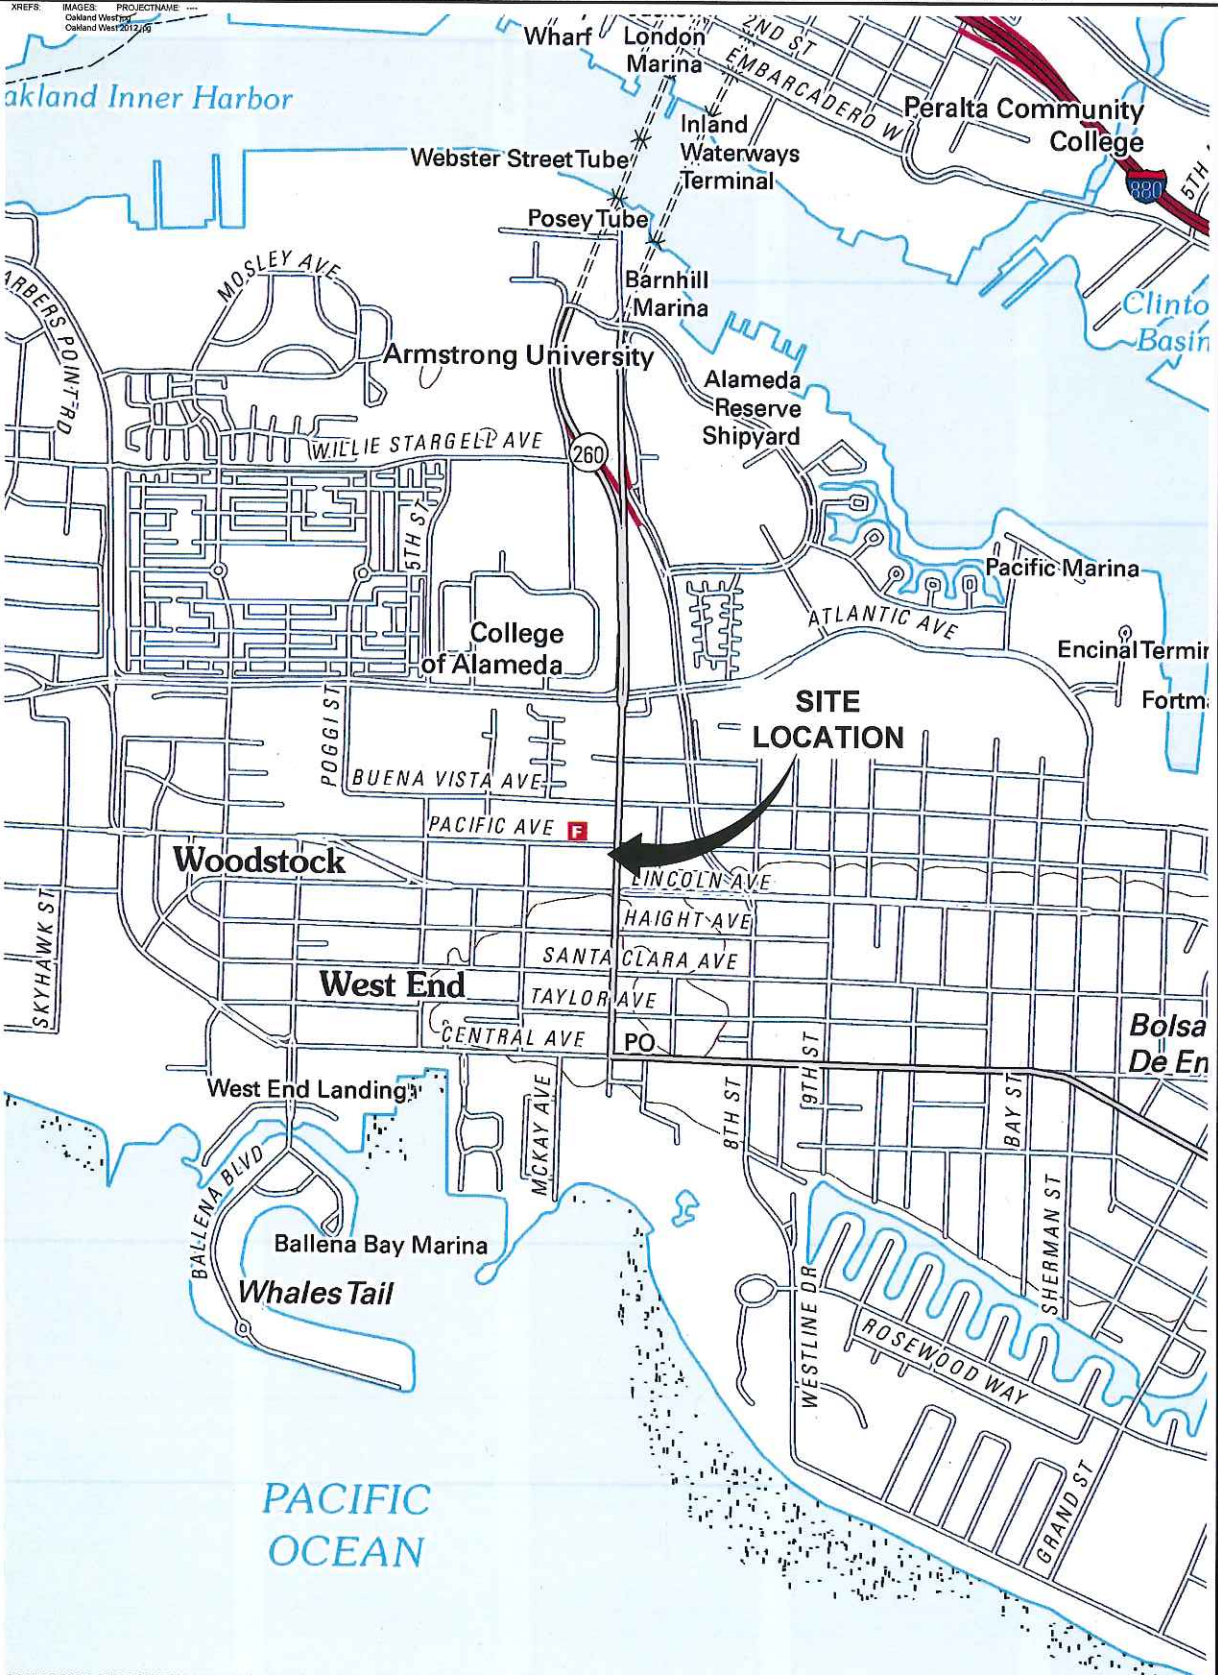 XREFS: IMAGES: PROJECTNAME: ----
Oakland West.jpg
Oakland West 2012.jpg
Wharf
London
Marina
2ND ST
EMBARCADERO W
akland Inner Harbor
Peralta Community
College
Inland
Waterways
Terminal
Webster Street Tube
880
5TH
Posey Tube
MOSLEY AVE
Barnhill
Marina
ARBERS POINT RD
Clinto
Basin
Armstrong University
Alameda
Reserve
Shipyard
WILLIE STARGELL AVE
260
5TH ST
Pacific Marina
ATLANTIC AVE
College
of Alameda
Encinal Termin
Fortma
SITE
LOCATION
POGGI ST
BUENA VISTA AVE
PACIFIC AVE
F
Woodstock
LINCOLN AVE
SKYHAWK ST
HAIGHT AVE
SANTA CLARA AVE
West End
TAYLOR AVE
CENTRAL AVE
PO
Bolsa
De En
9TH ST
West End Landing
MCKAY AVE
8TH ST
BAY ST
BALLENA BLVD
SHERMAN ST
Ballena Bay Marina
Whales Tail
WESTLINE DR
ROSEWOOD WAY
GRAND ST
PACIFIC
OCEAN